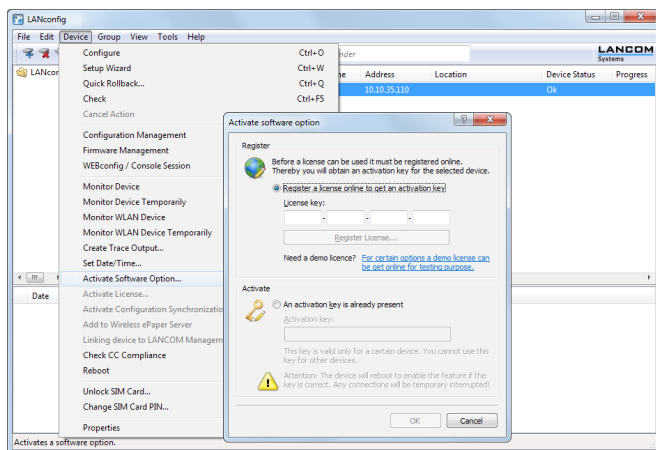 LANconfig
File Edit Device Group View Tools Help
LANCOM
Systems
Address Location Device Status Progress
10.10.35.110 Ok
Configure Ctrl+O
Setup Wizard Ctrl+W
Quick Rollback... Ctrl+Q
Check Ctrl+F5
Cancel Action
Configuration Management
Firmware Management
WEBconfig / Console Session
Monitor Device
Monitor Device Temporarily
Monitor WLAN Device
Monitor WLAN Device Temporarily
Create Trace Output...
Set Date/Time...
Activate Software Option...
Activate License...
Activate Configuration Synchronizatio
Add to Wireless ePaper Server
Linking device to LANCOM Managem
Check CC Compliance
Reboot
Unlock SIM Card...
Change SIM Card PIN...
Properties
Date
Activate software option
Register
Before a license can be used it must be registered online.
Thereby you will obtain an activation key for the selected device.
Register a license online to get an activation key
License key:
- - -
Register License...
Need a demo licence? For certain options a demo license can
be get online for testing purpose.
Activate
An activation key is already present
Activation key:
This key is valid only for a certain device. You cannot use this
key for other devices.
Attention: The device will reboot to enable the feature if the
key is correct. Any connections will be temporary interrupted!
OK Cancel
Activates a software option.